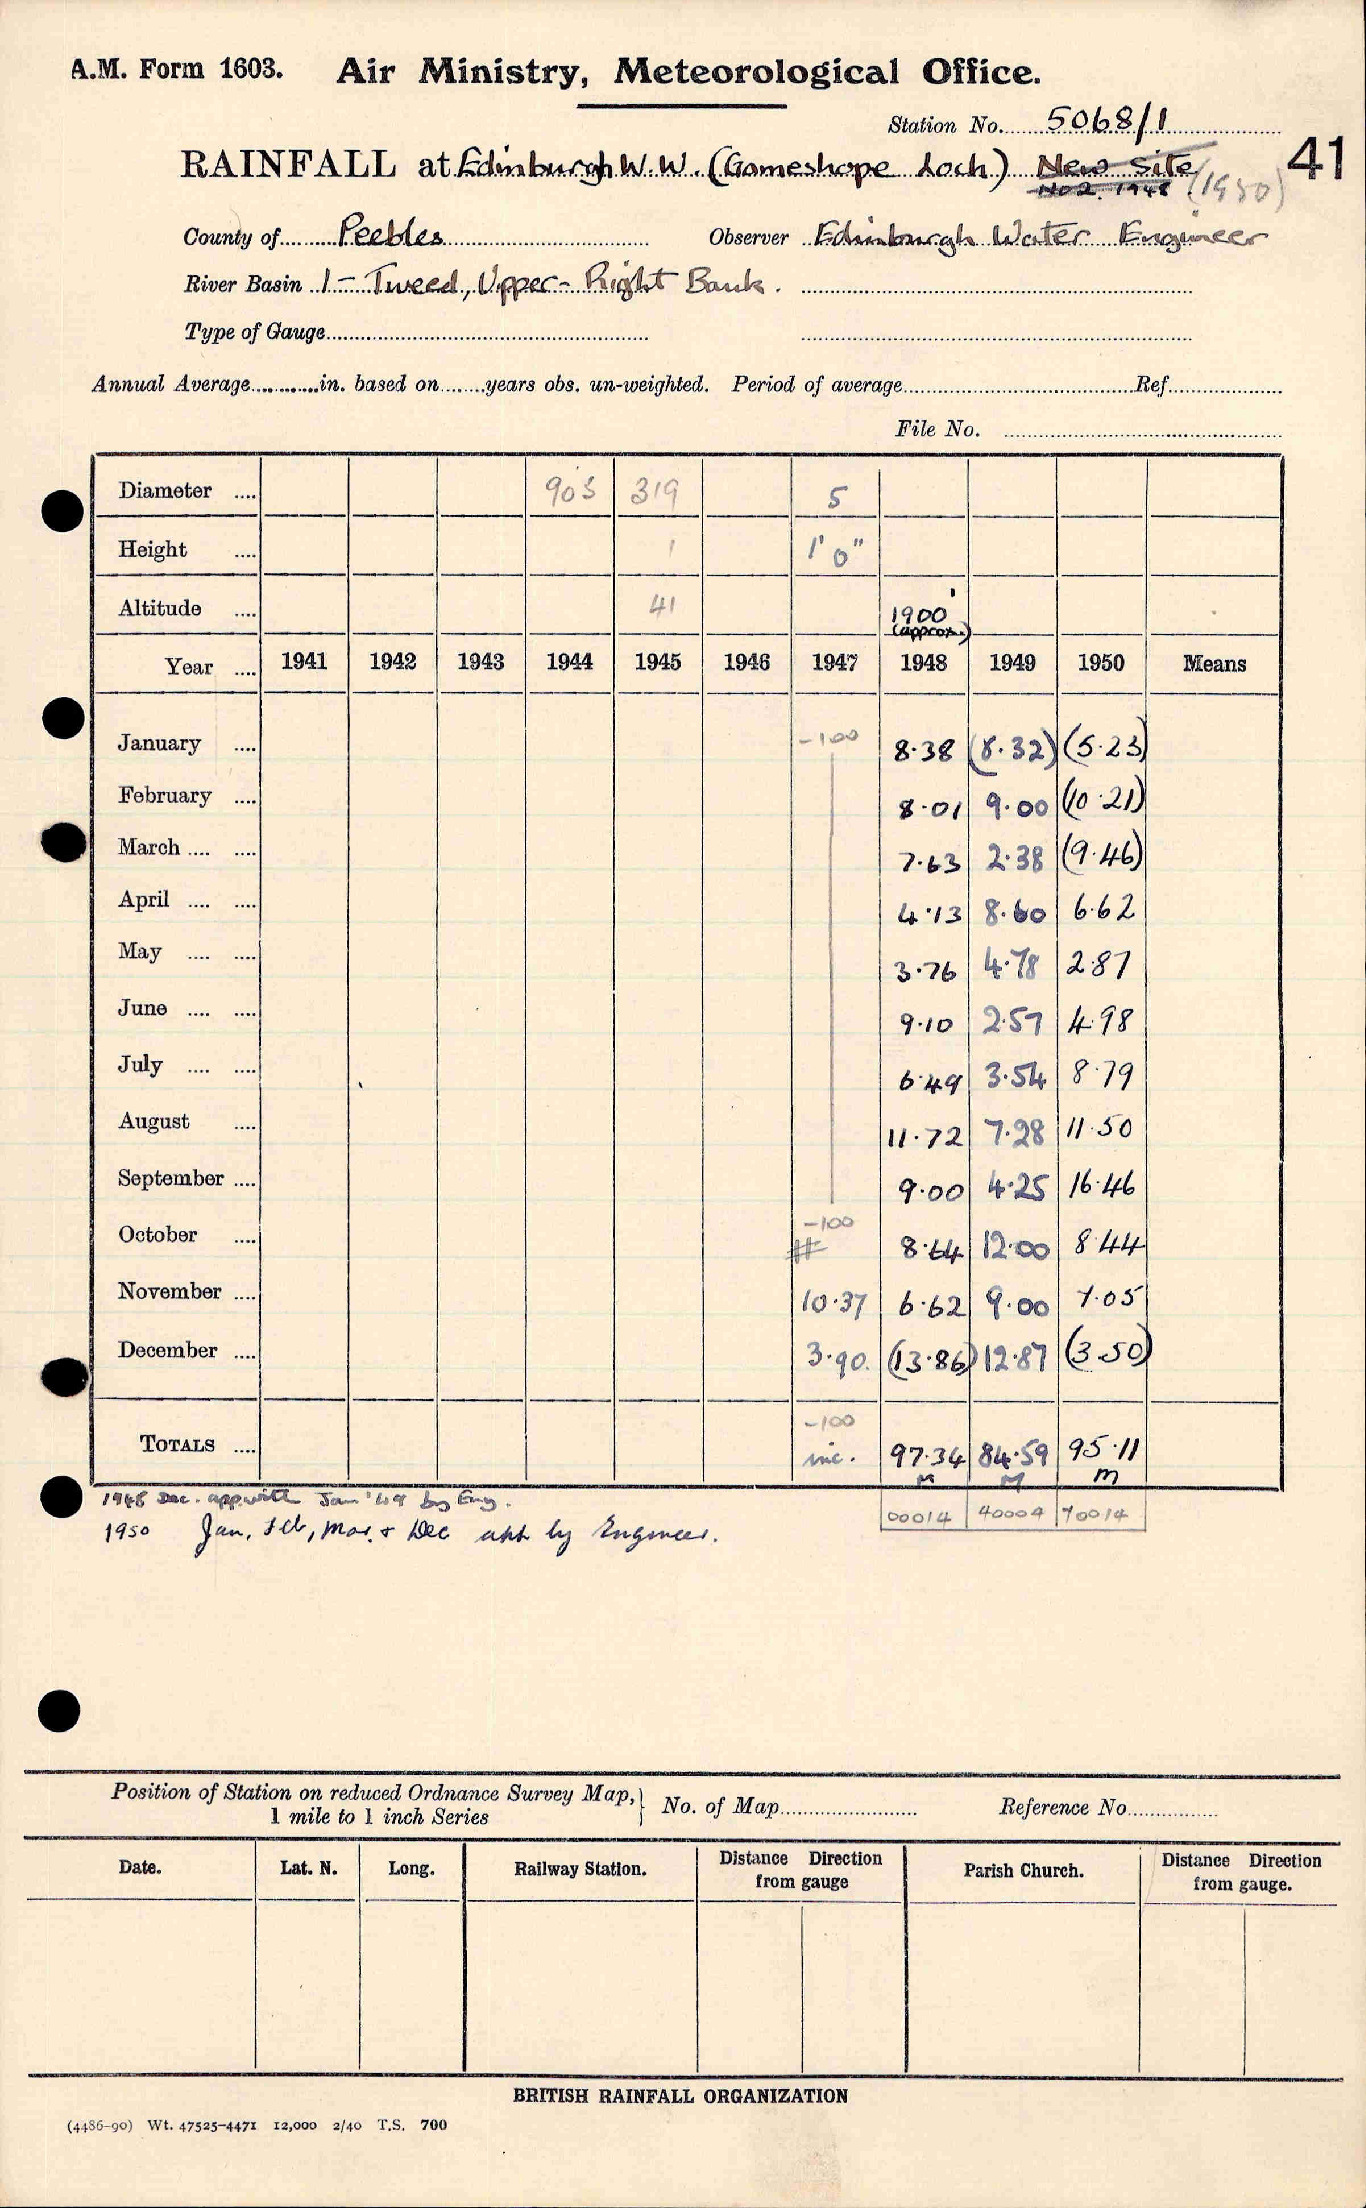 A.M. Form 1603. Air Ministry, Meteorological Office.
Station No. 5068/1
RAINFALL at Edinburgh W.W. (Gameshope Loch) New Site 41
No 2. 1948 (1950)
County of Peebles Observer Edinburgh Water Engineer
River Basin 1 - Tweed, Upper - Right Bank.
Type of Gauge
Annual Average in. based on years obs. un-weighted. Period of average Ref.
File No.
Diameter 903 319 5
Height 1 1' 0"
Altitude 41 1900' (approx.)
Year 1941 1942 1943 1944 1945 1946 1947 1948 1949 1950 Means
January -100 8.38 (8.32) (5.23)
February 8.01 9.00 (10.21)
March 7.63 2.38 (9.46)
April 4.13 8.60 6.62
May 3.76 4.78 2.87
June 9.10 2.57 4.98
July 6.49 3.54 8.79
August 11.72 7.28 11.50
September 9.00 4.25 16.46
October -100 # 8.64 12.00 8.44
November 10.37 6.62 9.00 7.05
December 3.90. (13.86) 12.87 (3.50)
TOTALS -100 inc. 97.34 84.59 95.11
M M M
1948 Dec. app. with Jan '49 by Eng. 00014 40004 70014
1950 Jan, Feb, Mar. & Dec app by Engineer.
Position of Station on reduced Ordnance Survey Map, 1 mile to 1 inch Series } No. of Map Reference No.
Date. Lat. N. Long. Railway Station. Distance Direction from gauge Parish Church. Distance Direction from gauge.
BRITISH RAINFALL ORGANIZATION
(4486-90) Wt. 47525-4471 12,000 2/40 T.S. 700